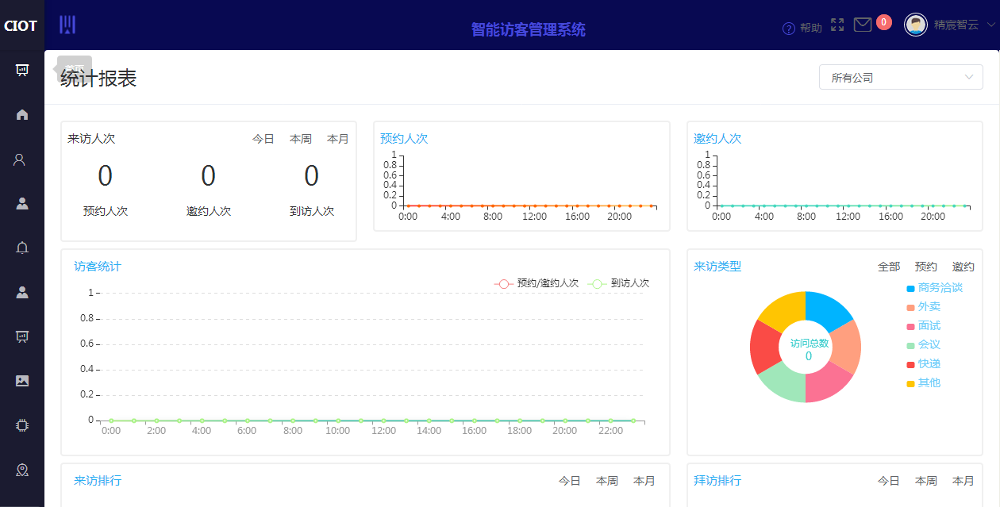 CIOT
智能访客管理系统
帮助
0
精宸智云
首页
统计报表
所有公司
来访人次 今日 本周 本月
0 0 0
预约人次 邀约人次 到访人次
预约人次
1
0.8
0.6
0.4
0.2
0
0:00 4:00 8:00 12:00 16:00 20:00
邀约人次
1
0.8
0.6
0.4
0.2
0
0:00 4:00 8:00 12:00 16:00 20:00
访客统计
预约/邀约人次 到访人次
1
0.8
0.6
0.4
0.2
0
0:00 2:00 4:00 6:00 8:00 10:00 12:00 14:00 16:00 18:00 20:00 22:00
来访类型 全部 预约 邀约
访问总数
0
商务洽谈
外卖
面试
会议
快递
其他
来访排行 今日 本周 本月
拜访排行 今日 本周 本月